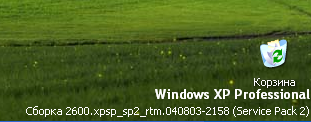 Корзина
Windows XP Professional
Сборка 2600.xpsp_sp2_rtm.040803-2158 (Service Pack 2)